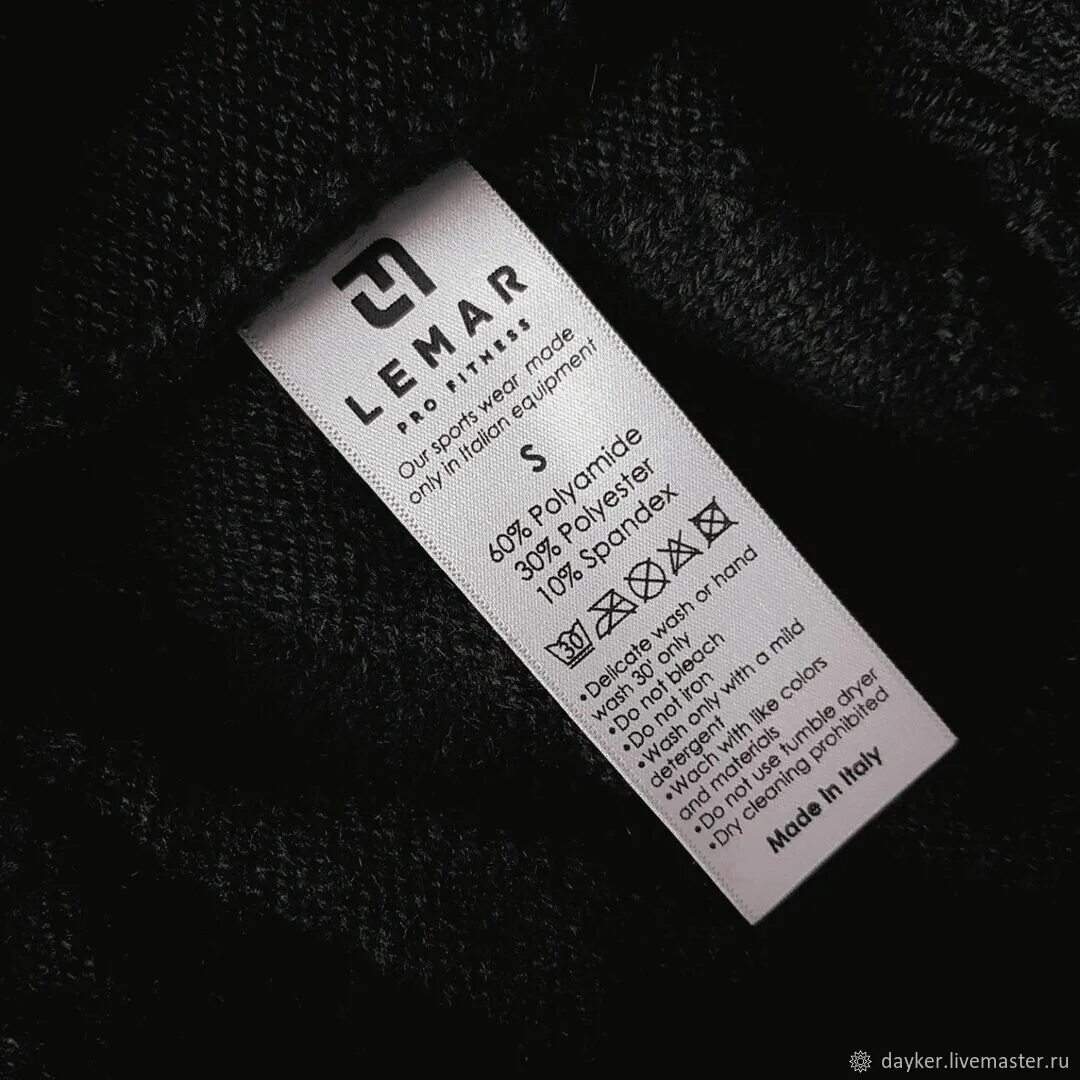 LEMAR
PRO FITNESS
Our sports wear made
only in Italian equipment
S
60% Polyamide
30% Polyester
10% Spandex
30
•Delicate wash or hand
wash 30' only
•Do not bleach
•Do not iron
•Wash only with a mild
detergent
•Wach with like colors
and materials
•Do not use tumble dryer
•Dry cleaning prohibited
Made in Italy
dayker.livemaster.ru